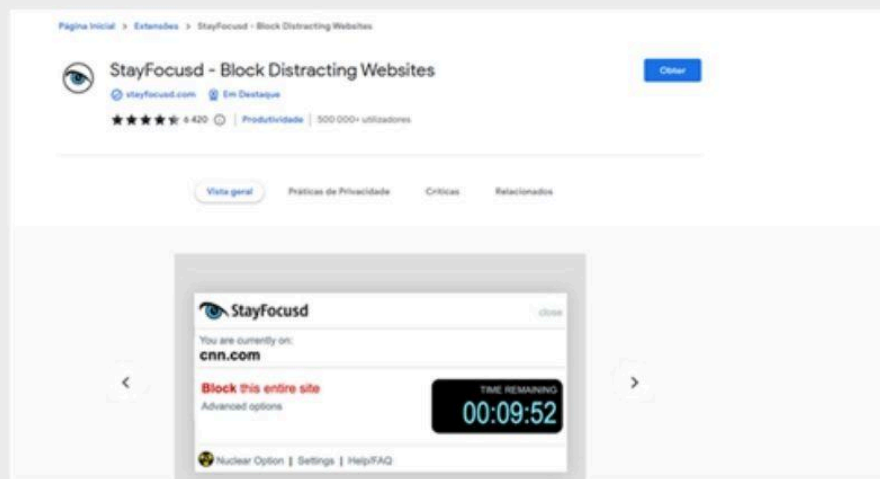 Página Inicial > Extensões > StayFocusd - Block Distracting Websites
StayFocusd - Block Distracting Websites
Obter
stayfocusd.com Em Destaque
6 420 | Produtividade | 500 000+ utilizadores
Vista geral Práticas de Privacidade Críticas Relacionados
StayFocusd close
You are currently on:
cnn.com
Block this entire site
Advanced options
TIME REMAINING
00:09:52
Nuclear Option | Settings | Help/FAQ